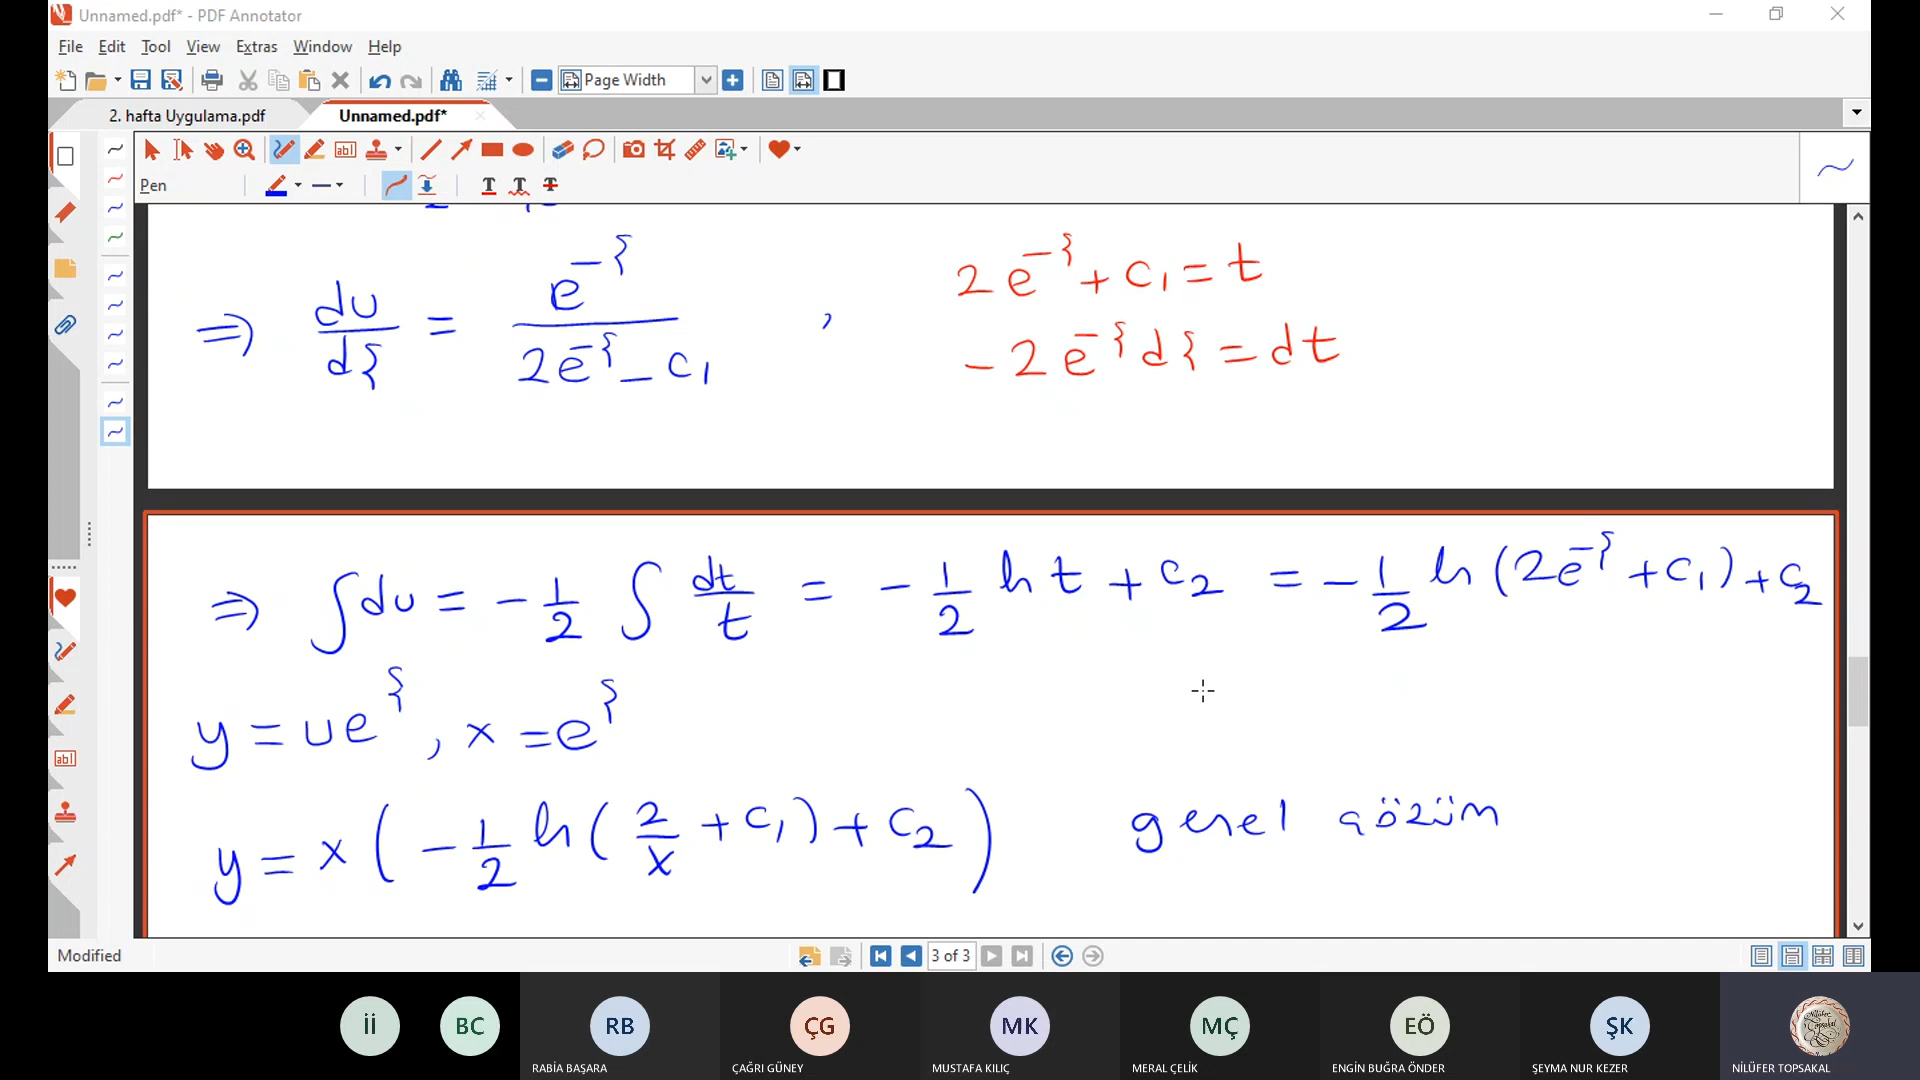 Unnamed.pdf* - PDF Annotator
File Edit Tool View Extras Window Help
Page Width
2. hafta Uygulama.pdf
Unnamed.pdf*
Pen
⇒ du/dξ = e^-ξ / (2e^-ξ - c₁) ,
2e^-ξ + c₁ = t
-2e^-ξ dξ = dt
⇒ ∫du = -1/2 ∫ dt/t = -1/2 ln t + c₂ = -1/2 ln(2e^-ξ + c₁) + c₂
y = ue^ξ , x = e^ξ
y = x(-1/2 ln(2/x + c₁) + c₂) genel çözüm
Modified
3 of 3
İİ BC RB ÇG MK MÇ EÖ ŞK
RABİA BAŞARA ÇAĞRI GÜNEY MUSTAFA KILIÇ MERAL ÇELİK ENGİN BUĞRA ÖNDER ŞEYMA NUR KEZER NİLÜFER TOPSAKAL